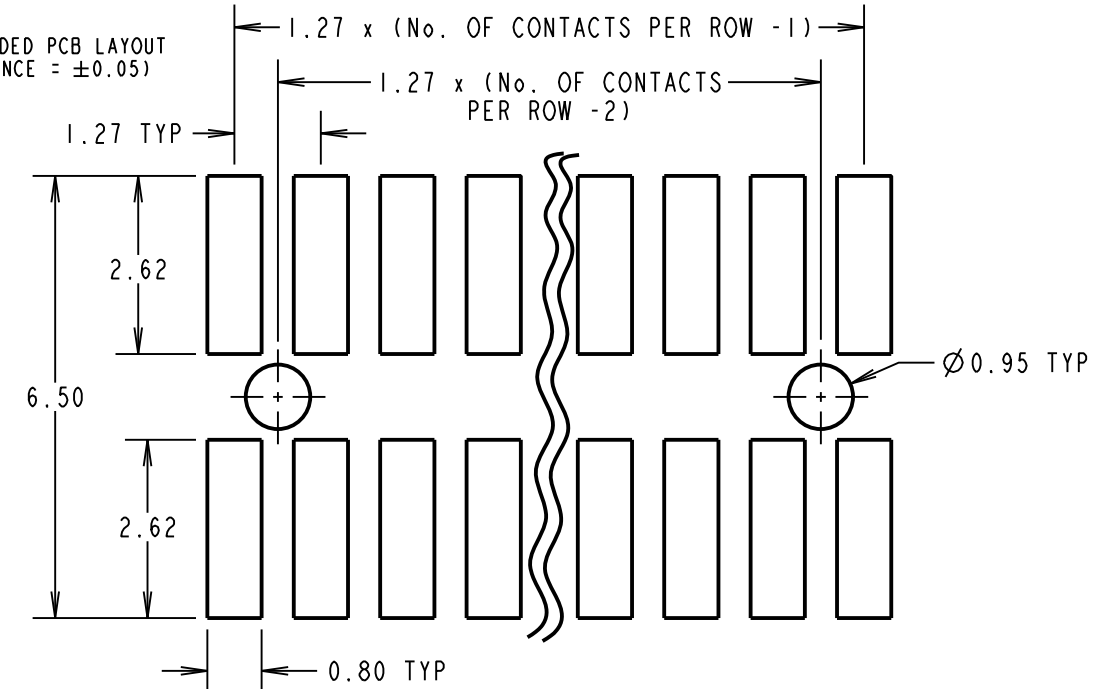 1.27 x (No. OF CONTACTS PER ROW -1)
DED PCB LAYOUT
NCE = ±0.05)
1.27 x (No. OF CONTACTS
PER ROW -2)
1.27 TYP
2.62
Ø0.95 TYP
6.50
2.62
0.80 TYP